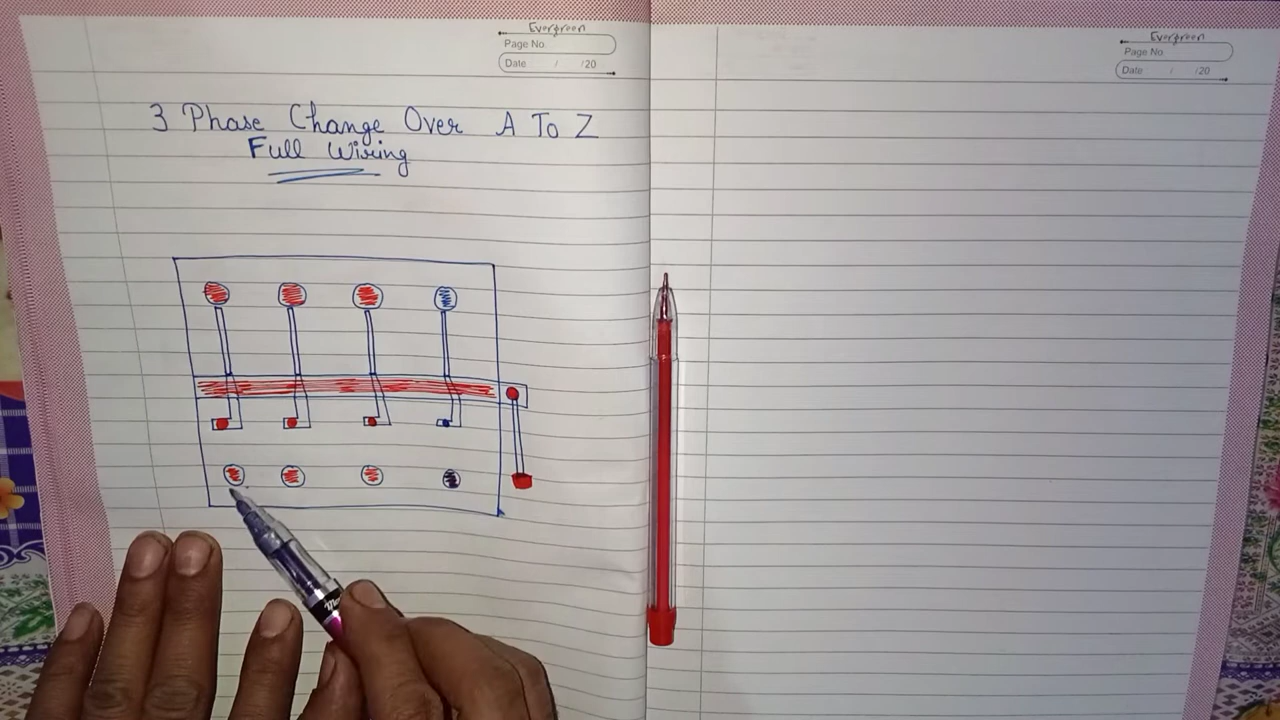 Evergreen
Page No.
Date / /20
Evergreen
Page No.
Date / /20
3 Phase Change Over A To Z
Full Wiring